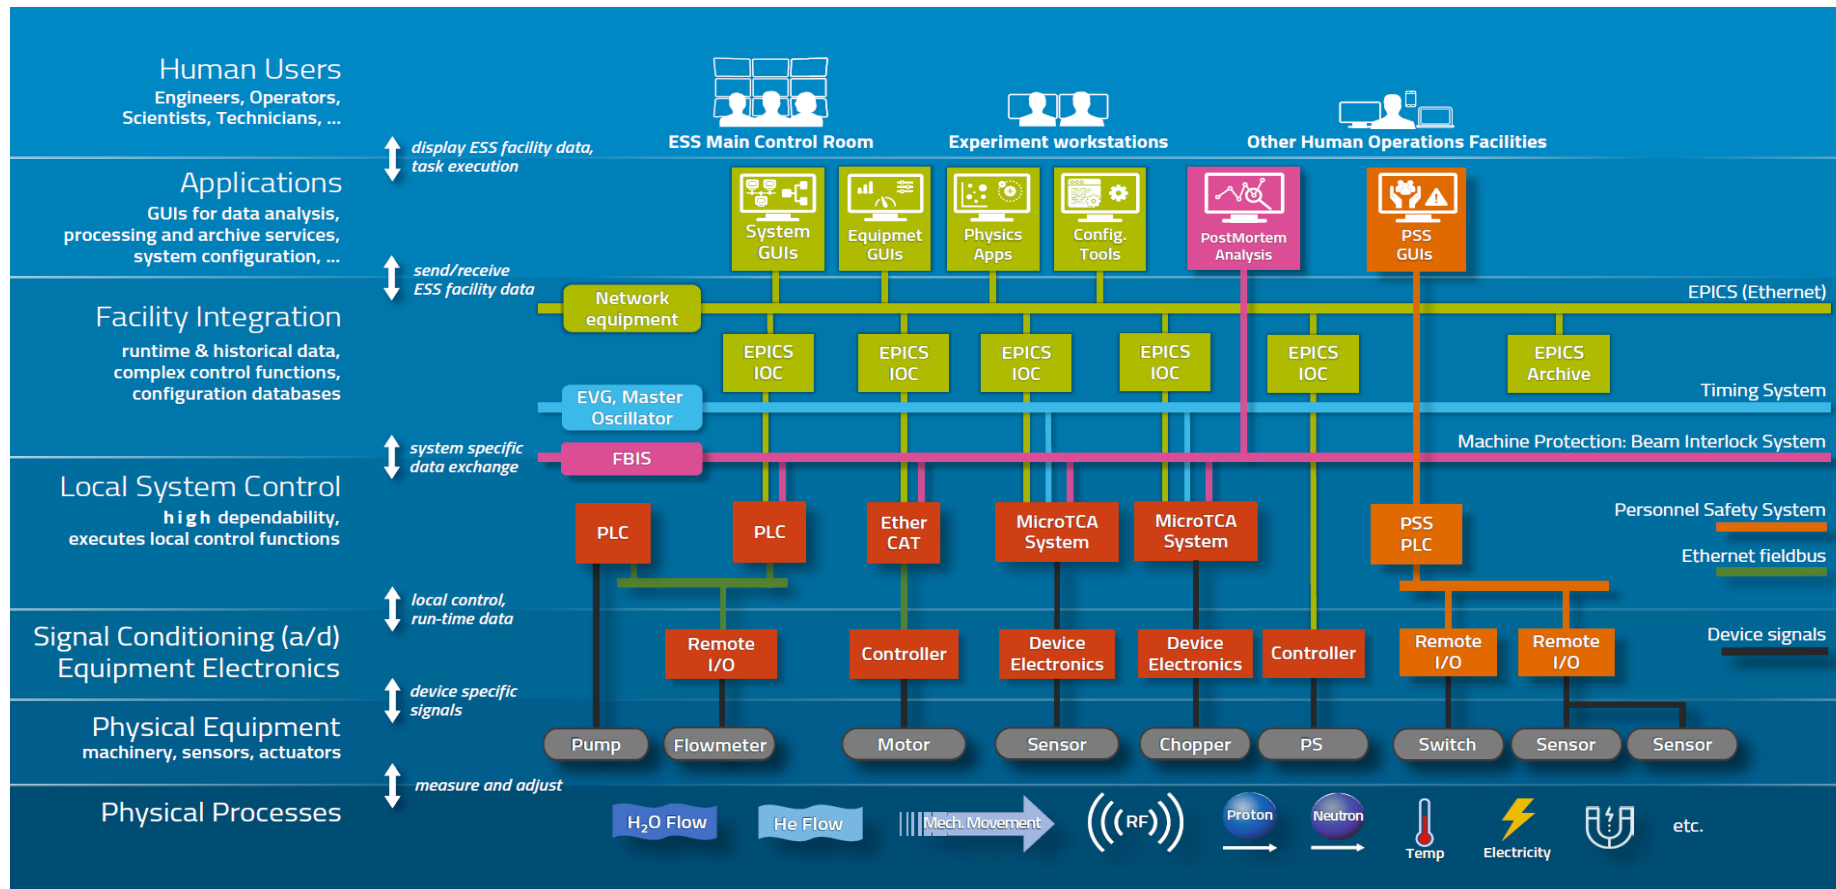 Human Users
Engineers, Operators,
Scientists, Technicians, ...
ESS Main Control Room
Experiment workstations
Other Human Operations Facilities
display ESS facility data,
task execution
Applications
GUIs for data analysis,
processing and archive services,
system configuration, ...
System
GUIs
Equipmet
GUIs
Physics
Apps
Config.
Tools
PostMortem
Analysis
PSS
GUIs
send/receive
ESS facility data
Facility Integration
runtime & historical data,
complex control functions,
configuration databases
Network
equipment
EPICS (Ethernet)
EPICS
IOC
EPICS
IOC
EPICS
IOC
EPICS
IOC
EPICS
IOC
EPICS
Archive
EVG, Master
Oscillator
Timing System
system specific
data exchange
FBIS
Machine Protection: Beam Interlock System
Local System Control
high dependability,
executes local control functions
PLC
PLC
Ether
CAT
MicroTCA
System
MicroTCA
System
PSS
PLC
Personnel Safety System
Ethernet fieldbus
local control,
run-time data
Signal Conditioning (a/d)
Equipment Electronics
Remote
I/O
Controller
Device
Electronics
Device
Electronics
Controller
Remote
I/O
Remote
I/O
Device signals
device specific
signals
Physical Equipment
machinery, sensors, actuators
Pump
Flowmeter
Motor
Sensor
Chopper
PS
Switch
Sensor
Sensor
measure and adjust
Physical Processes
H₂O Flow
He Flow
Mech. Movement
RF
Proton
Neutron
Temp
Electricity
etc.